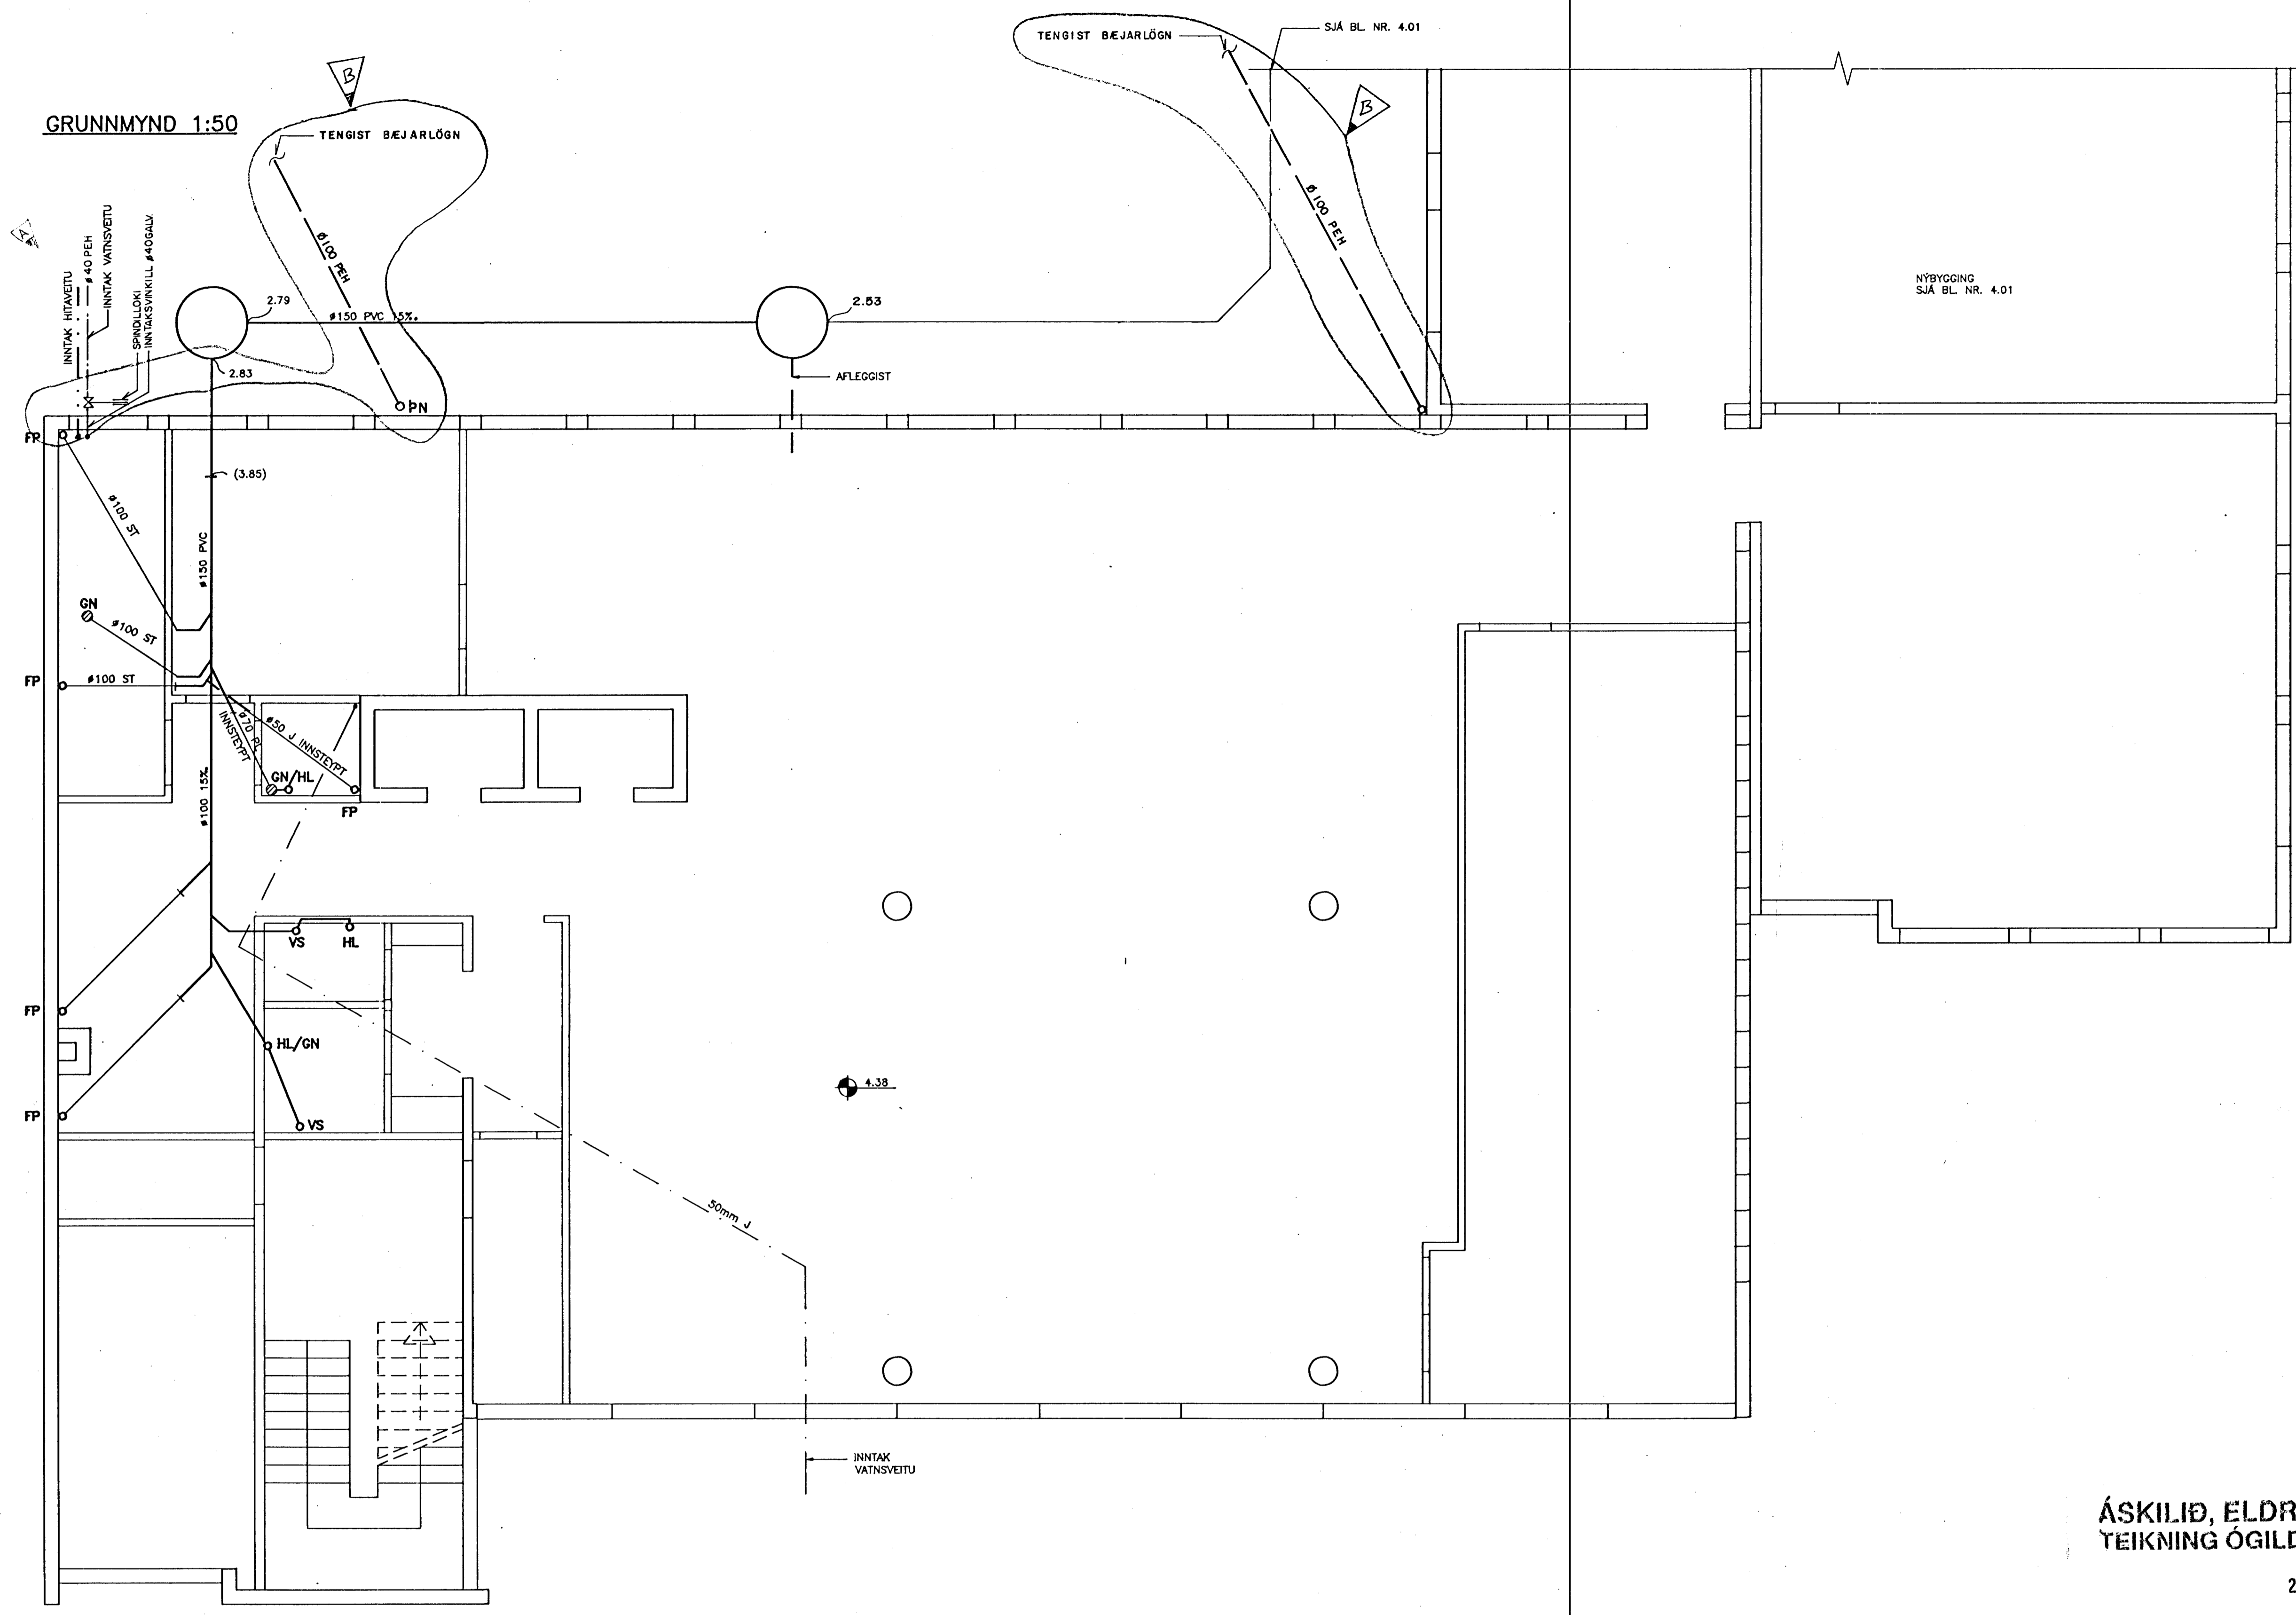 SJÁ BL. NR. 4.01
TENGIST BÆJARLÖGN
B
GRUNNMYND 1:50
TENGIST BÆJARLÖGN
B
Ø100 PEH
Ø100 PEH
A
INNTAK HITAVEITU
ø40 PEH
INNTAK VATNSVEITU
SPINDILLOKI
INNTAKSVINKILL ø40GALV.
NÝBYGGING
SJÁ BL. NR. 4.01
2.79
ø150 PVC 15‰
2.53
2.83
AFLEGGIST
ÞN
FP
(3.85)
ø100 ST
ø150 PVC
GN
ø100 ST
FP
ø100 ST
ø70 PL
INNSTEYPT
ø50 J INNSTEYPT
GN/HL
FP
ø100 15‰
VS
HL
FP
HL/GN
4.38
FP
VS
50mm J
INNTAK
VATNSVEITU
ÁSKILIÐ, ELDR
TEIKNING ÓGILD
2